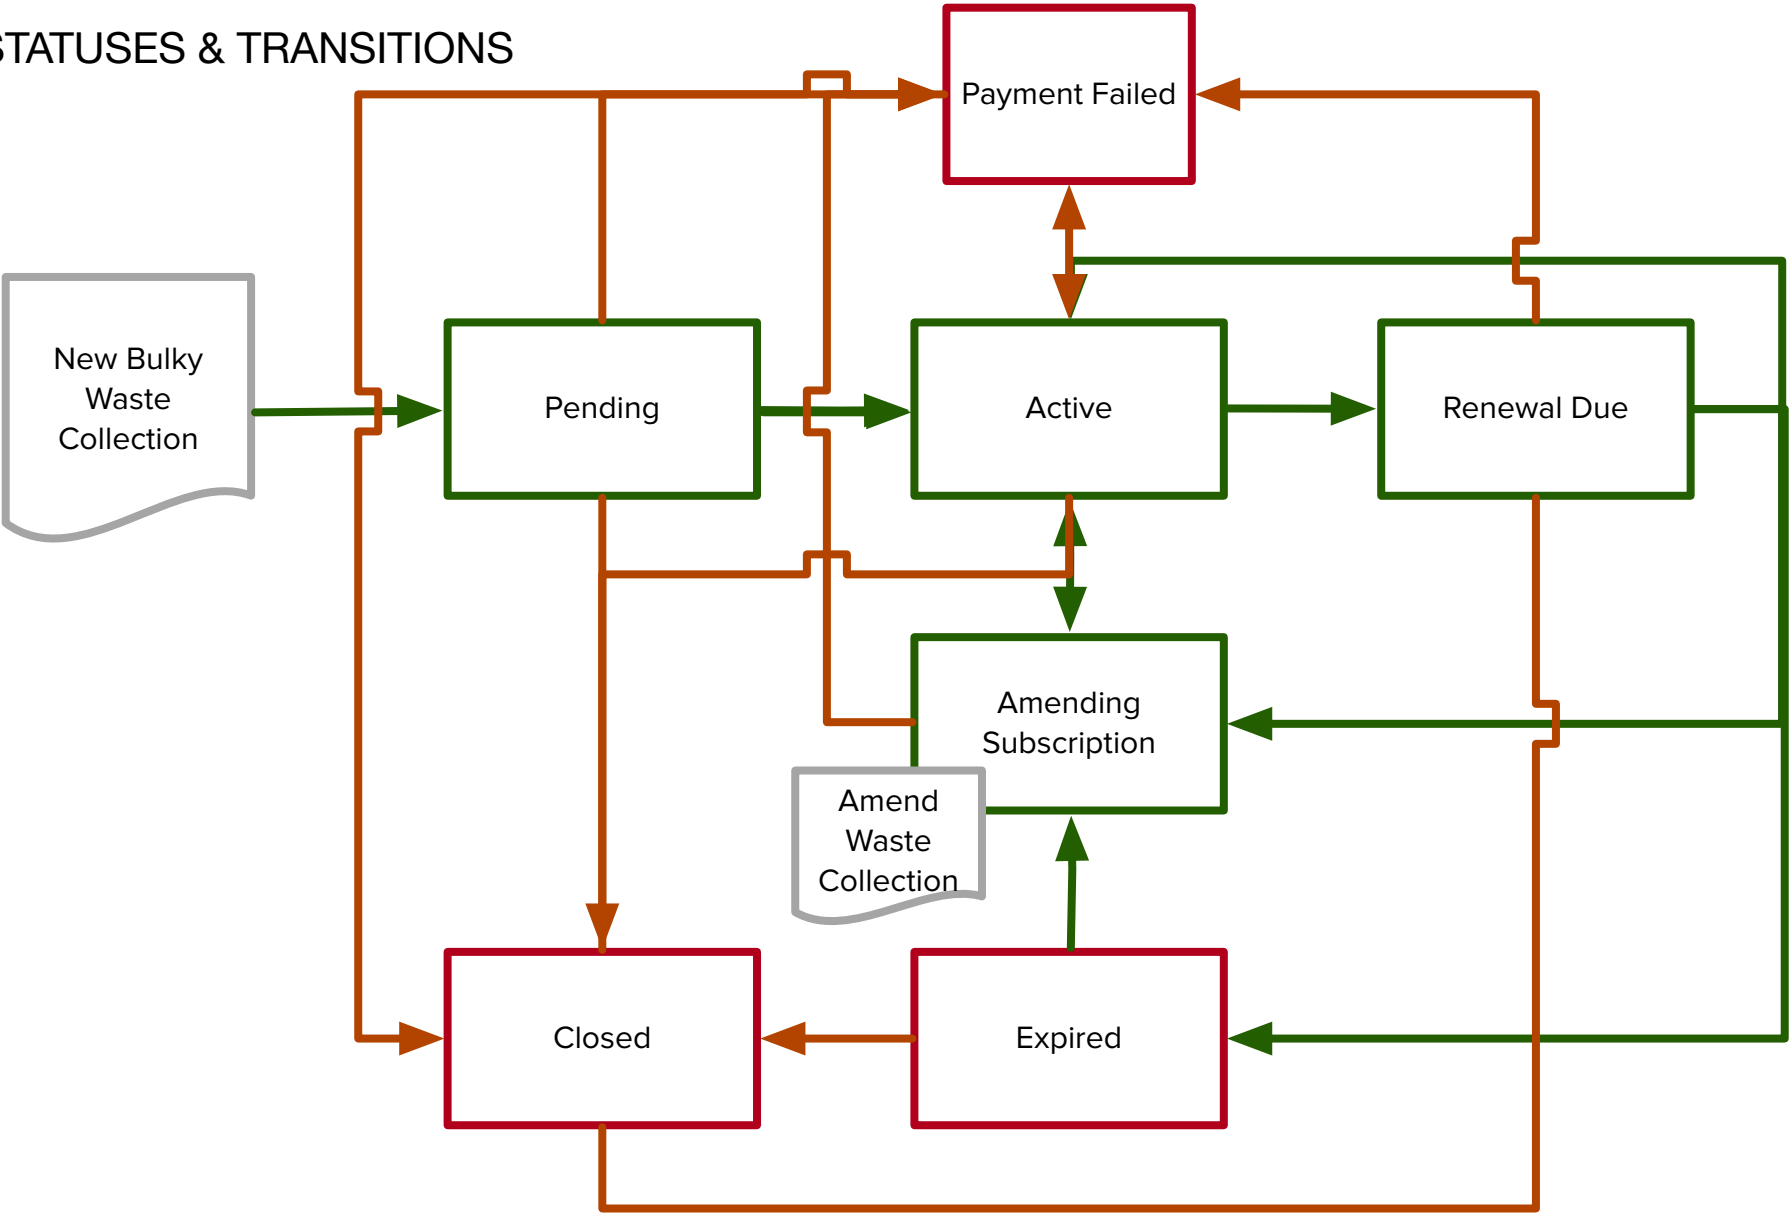 STATUSES & TRANSITIONS
Payment Failed
New Bulky
Waste
Collection
Pending
Active
Renewal Due
Amending
Subscription
Amend
Waste
Collection
Closed
Expired